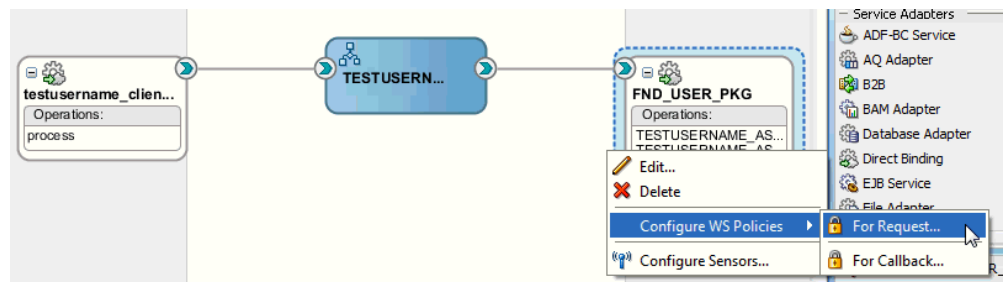 testusername_clien...
Operations:
process
TESTUSERN...
FND_USER_PKG
Operations:
TESTUSERNAME_AS...
TESTUSERNAME_AS
Edit...
Delete
Configure WS Policies
Configure Sensors...
For Request...
For Callback...
Service Adapters
ADF-BC Service
AQ Adapter
B2B
BAM Adapter
Database Adapter
Direct Binding
EJB Service
File Adapter